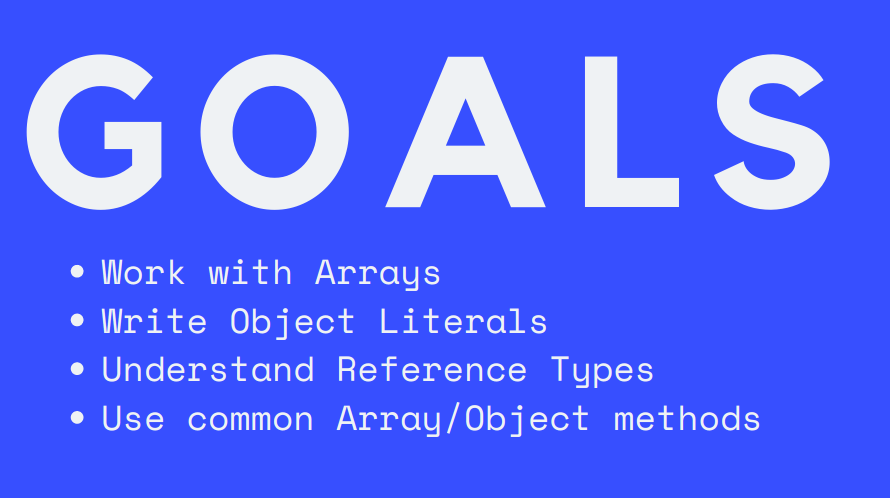 GOALS
• Work with Arrays
• Write Object Literals
• Understand Reference Types
• Use common Array/Object methods